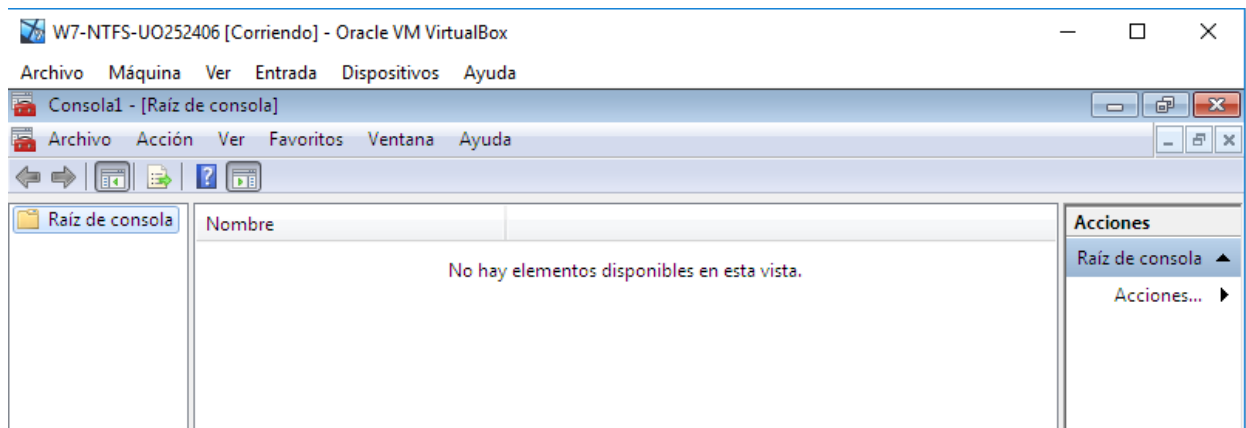 W7-NTFS-UO252406 [Corriendo] - Oracle VM VirtualBox
Archivo Máquina Ver Entrada Dispositivos Ayuda
Consola1 - [Raíz de consola]
Archivo Acción Ver Favoritos Ventana Ayuda
Raíz de consola
Nombre
No hay elementos disponibles en esta vista.
Acciones
Raíz de consola
Acciones...